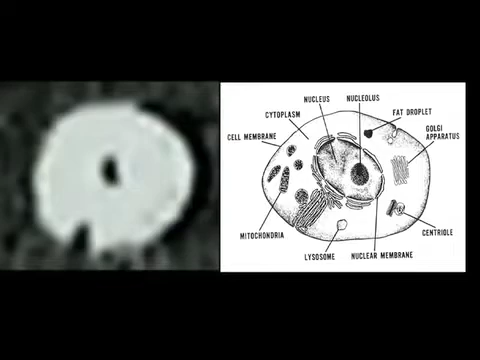 NUCLEUS NUCLEOLUS
CYTOPLASM
FAT DROPLET
CELL MEMBRANE
GOLGI
APPARATUS
MITOCHONDRIA
CENTRIOLE
LYSOSOME
NUCLEAR MEMBRANE